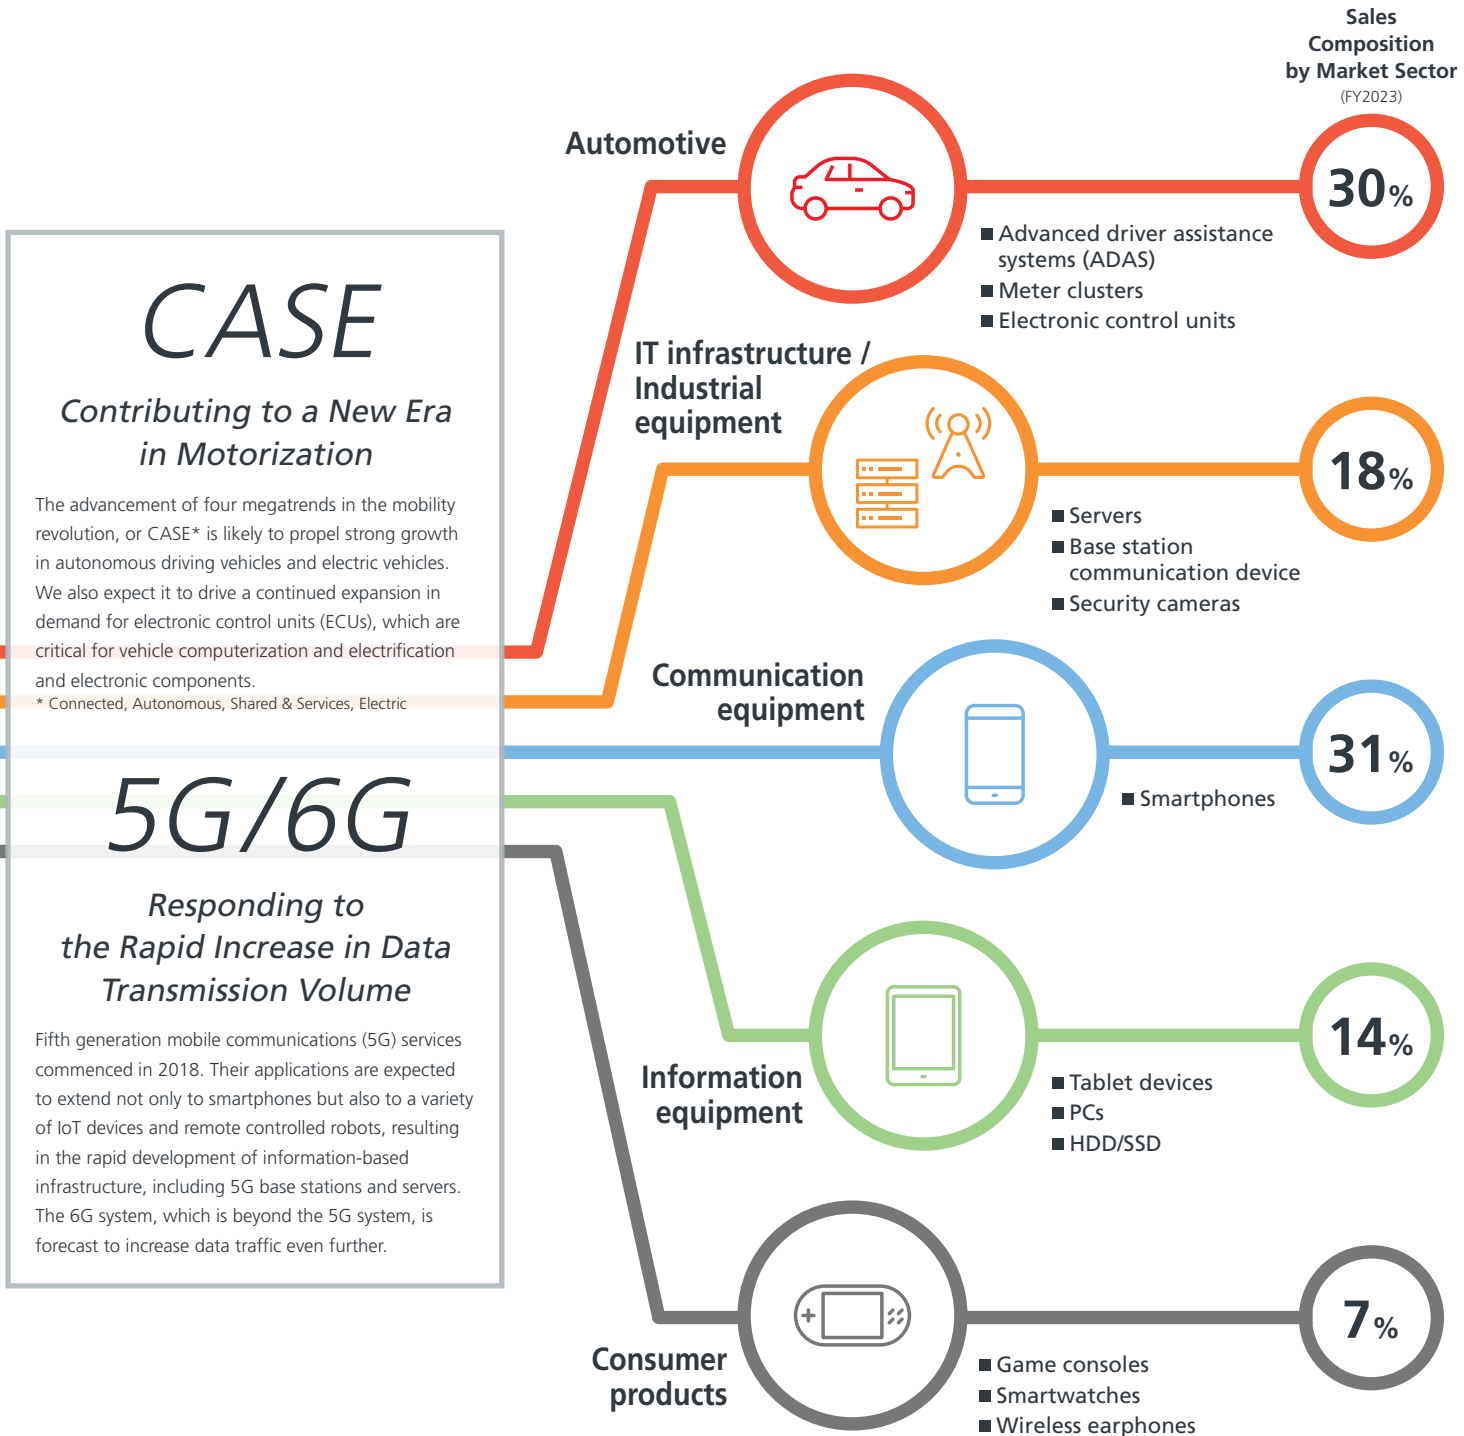 Sales
Composition
by Market Sector
(FY2023)
Automotive
30%
■ Advanced driver assistance
systems (ADAS)
■ Meter clusters
■ Electronic control units
CASE
Contributing to a New Era
in Motorization
The advancement of four megatrends in the mobility
revolution, or CASE* is likely to propel strong growth
in autonomous driving vehicles and electric vehicles.
We also expect it to drive a continued expansion in
demand for electronic control units (ECUs), which are
critical for vehicle computerization and electrification
and electronic components.
* Connected, Autonomous, Shared & Services, Electric
5G/6G
Responding to
the Rapid Increase in Data
Transmission Volume
Fifth generation mobile communications (5G) services
commenced in 2018. Their applications are expected
to extend not only to smartphones but also to a variety
of IoT devices and remote controlled robots, resulting
in the rapid development of information-based
infrastructure, including 5G base stations and servers.
The 6G system, which is beyond the 5G system, is
forecast to increase data traffic even further.
IT infrastructure /
Industrial
equipment
18%
■ Servers
■ Base station
communication device
■ Security cameras
Communication
equipment
31%
■ Smartphones
Information
equipment
14%
■ Tablet devices
■ PCs
■ HDD/SSD
Consumer
products
7%
■ Game consoles
■ Smartwatches
■ Wireless earphones